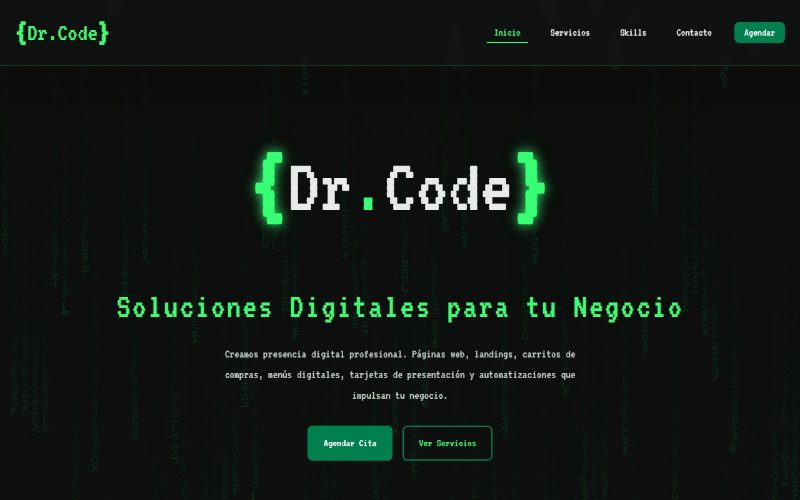 {Dr.Code}
Inicio
Servicios
Skills
Contacto
Agendar
{Dr.Code}
Soluciones Digitales para tu Negocio
Creamos presencia digital profesional. Páginas web, landings, carritos de
compras, menús digitales, tarjetas de presentación y automatizaciones que
impulsan tu negocio.
Agendar Cita
Ver Servicios